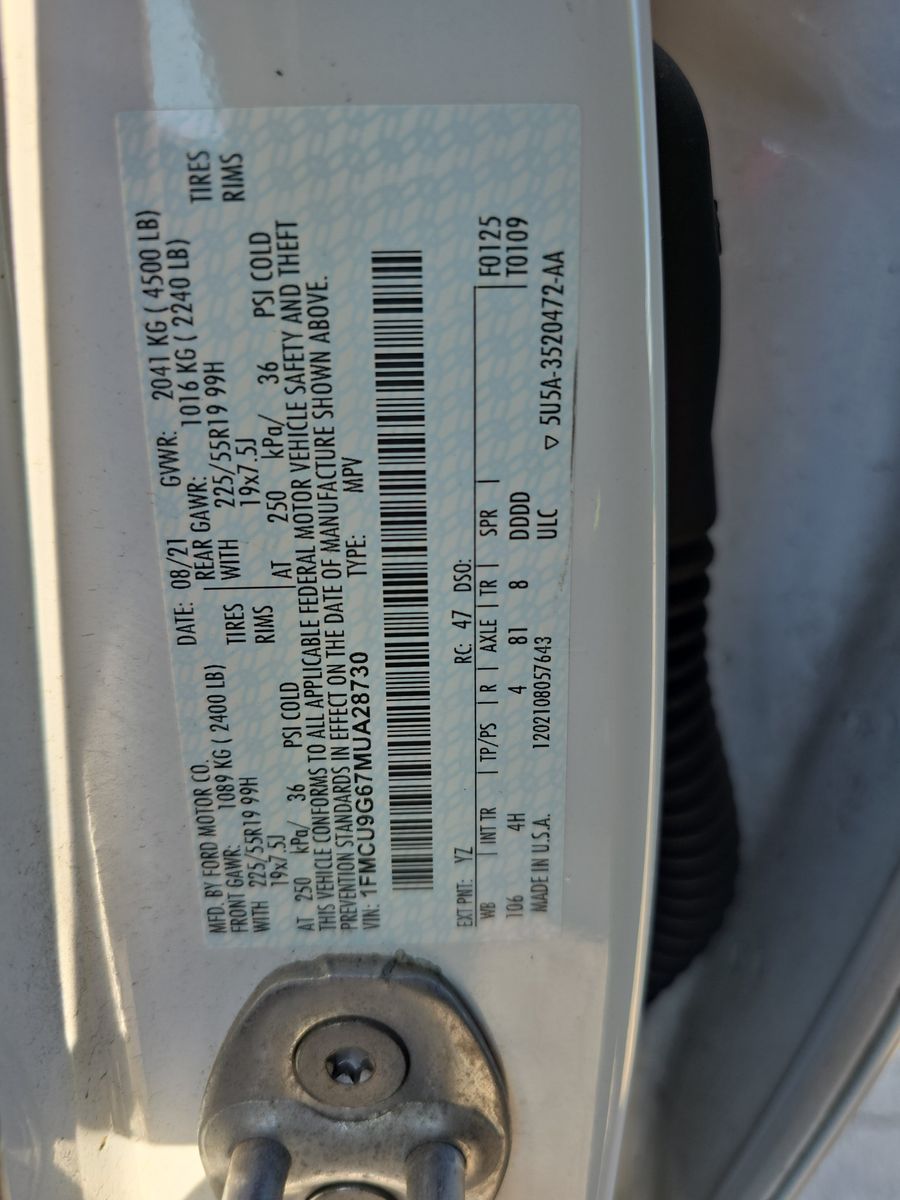 MFD. BY FORD MOTOR CO.
DATE: 08/21 GVWR: 2041 KG ( 4500 LB)
FRONT GAWR: 1089 KG ( 2400 LB) REAR GAWR: 1016 KG ( 2240 LB)
WITH 225/55R19 99H TIRES WITH 225/55R19 99H TIRES
19x7.5J RIMS 19x7.5J RIMS
AT 250 kPa/ 36 PSI COLD AT 250 kPa/ 36 PSI COLD
THIS VEHICLE CONFORMS TO ALL APPLICABLE FEDERAL MOTOR VEHICLE SAFETY AND THEFT
PREVENTION STANDARDS IN EFFECT ON THE DATE OF MANUFACTURE SHOWN ABOVE.
VIN: 1FMCU9G67MUA28730 TYPE: MPV
EXT PNT: YZ RC: 47 DSO:
WB | INT TR | TP/PS | R | AXLE | TR | SPR | F0125
106 4H 4 81 8 DDDD T0109
MADE IN U.S.A. 120210805​7643 ULC ▽ 5U5A-3520472-AA